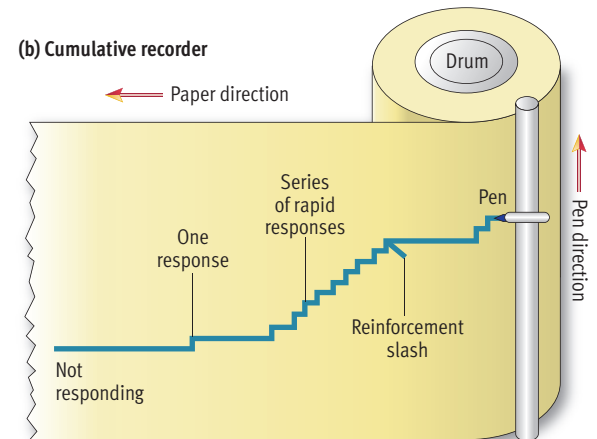 (b) Cumulative recorder
Drum
Paper direction
Series
of rapid
responses
Pen
One
response
Pen direction
Reinforcement
slash
Not
responding